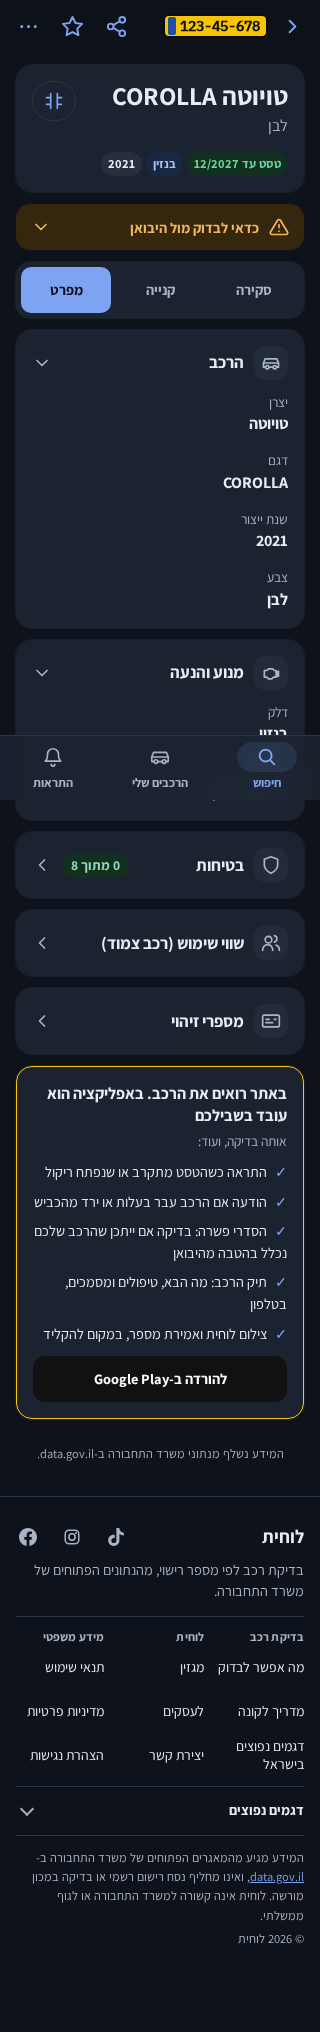 123-45-678
טויוטה COROLLA
לבן
טסט עד 12/2027
בנזין
2021
כדאי לבדוק מול היבואן
סקירה
קנייה
מפרט
הרכב
יצרן
טויוטה
דגם
COROLLA
שנת ייצור
2021
צבע
לבן
מנוע והנעה
דלק
בנזין
חיפוש
הרכבים שלי
התראות
בטיחות
0 מתוך 8
שווי שימוש (רכב צמוד)
מספרי זיהוי
באתר רואים את הרכב. באפליקציה הוא
עובד בשבילכם
אותה בדיקה, ועוד:
✓ התראה כשהטסט מתקרב או שנפתח ריקול
✓ הודעה אם הרכב עבר בעלות או ירד מהכביש
✓ הסדרי פשרה: בדיקה אם ייתכן שהרכב שלכם
נכלל בהטבה מהיבואן
✓ תיק הרכב: מה הבא, טיפולים ומסמכים,
בטלפון
✓ צילום לוחית ואמירת מספר, במקום להקליד
להורדה ב-Google Play
המידע נשלף מנתוני משרד התחבורה ב-data.gov.il.
לוחית
בדיקת רכב לפי מספר רישוי, מהנתונים הפתוחים של
משרד התחבורה.
בדיקת רכב
לוחית
מידע משפטי
מה אפשר לבדוק
מגזין
תנאי שימוש
מדריך לקונה
לעסקים
מדיניות פרטיות
דגמים נפוצים
בישראל
יצירת קשר
הצהרת נגישות
דגמים נפוצים
המידע מגיע מהמאגרים הפתוחים של משרד התחבורה ב-
data.gov.il, ואינו מחליף נסח רישום רשמי או בדיקה במכון
מורשה. לוחית אינה קשורה למשרד התחבורה או לגוף
ממשלתי.
© 2026 לוחית